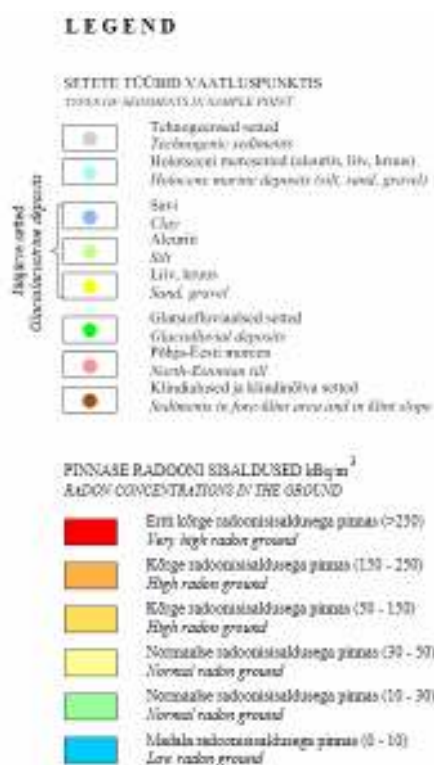 LEGEND
SETETE TÜÜBID VAATLUSPUNKTIS
TYPES OF SEDIMENTS IN SAMPLE POINT
Tehnogeensed setted
Technogenic sediments
Holotseeni meresetted (aleuriit, liiv, kruus)
Holocene marine deposits (silt, sand, gravel)
Jääjärve setted
Glaciolacustrine deposits
Savi
Clay
Aleuriit
Silt
Liiv, kruus
Sand, gravel
Glatsiofluviaalsed setted
Glaciofluvial deposits
Põhja-Eesti moreen
North-Estonian till
Klindialused ja klindinõlva setted
Sediments in fore-klint area and in klint slope
PINNASE RADOONI SISALDUSED kBq/m³
RADON CONCENTRATIONS IN THE GROUND
Eriti kõrge radoonisisaldusega pinnas (>250)
Very high radon ground
Kõrge radoonisisaldusega pinnas (150 - 250)
High radon ground
Kõrge radoonisisaldusega pinnas (50 - 150)
High radon ground
Normaalse radoonisisaldusega pinnas (30 - 50)
Normal radon ground
Normaalse radoonisisaldusega pinnas (10 - 30)
Normal radon ground
Madala radoonisisaldusega pinnas (0 - 10)
Low radon ground